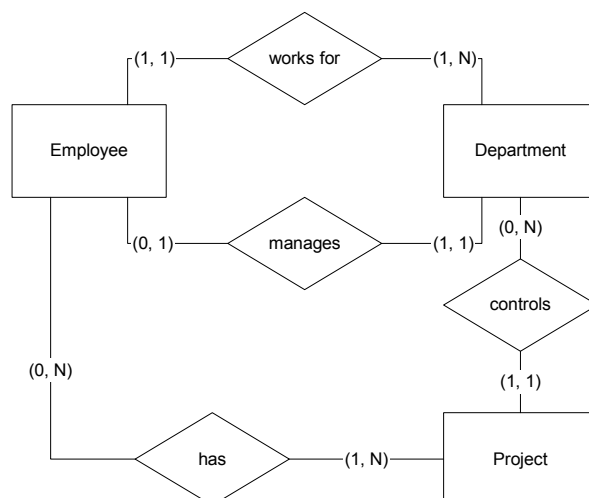 works for
(1, 1)
(1, N)
Employee
Department
(0, 1)
manages
(1, 1)
(0, N)
controls
(0, N)
(1, 1)
has
(1, N)
Project